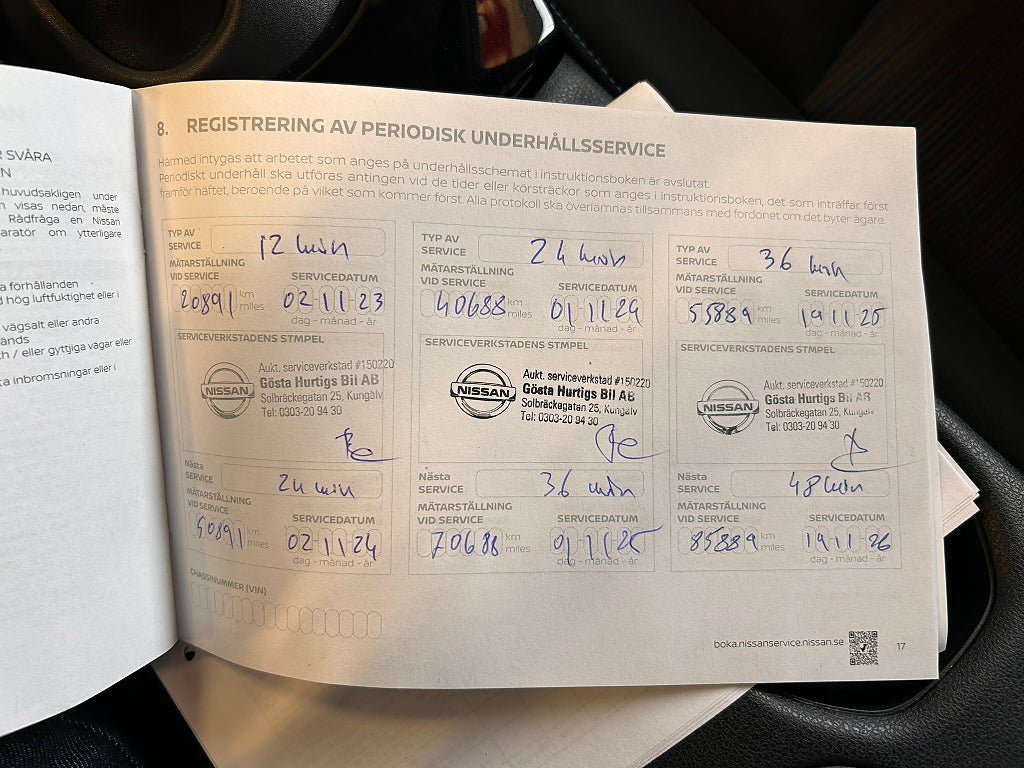 R SVÅRA
N
huvudsakligen under
visas nedan, måste
Rådfråga en Nissan
aratör om ytterligare
a förhållanden
d hög luftfuktighet eller i
vägsalt eller andra
ands
ch / eller gyttjiga vägar eller
ta inbromsningar eller i
8. REGISTRERING AV PERIODISK UNDERHÅLLSSERVICE
Härmed intygas att arbetet som anges på underhållsschemat i instruktionsboken är avslutat.
Periodiskt underhåll ska utföras antingen vid de tider eller körsträckor som anges i instruktionsboken, det som inträffar först
framför häftet, beroende på vilket som kommer först. Alla protokoll ska överlämnas tillsammans med fordonet om det byter ägare.
TYP AV
SERVICE 12 mån
MÄTARSTÄLLNING
VID SERVICE SERVICEDATUM
20891 km
miles 02-11-23
dag - månad - år
SERVICEVERKSTADENS STMPEL
NISSAN
Aukt. serviceverkstad #150220
Gösta Hurtigs Bil AB
Solbräckegatan 25, Kungälv
Tel: 0303-20 94 30
Nästa
SERVICE 24 mån
MÄTARSTÄLLNING
VID SERVICE SERVICEDATUM
50891 km
miles 02-11-24
dag - månad - år
CHASSINUMMER (VIN)
TYP AV
SERVICE 24 mån
MÄTARSTÄLLNING
VID SERVICE SERVICEDATUM
40688 km
miles 01-11-24
dag - månad - år
SERVICEVERKSTADENS STMPEL
NISSAN
Aukt. serviceverkstad #150220
Gösta Hurtigs Bil AB
Solbräckegatan 25, Kungälv
Tel: 0303-20 94 30
Nästa
SERVICE: 36 mån
MÄTARSTÄLLNING
VID SERVICE SERVICEDATUM
70688 km
miles 01-11-25
dag - månad - år
TYP AV
SERVICE 36 mån
MÄTARSTÄLLNING
VID SERVICE SERVICEDATUM
55889 km
miles 19-11-25
dag - månad - år
SERVICEVERKSTADENS STMPEL
NISSAN
Aukt. serviceverkstad #150220
Gösta Hurtigs Bil AB
Solbräckegatan 25, Kungälv
Tel: 0303-20 94 30
Nästa
SERVICE 48 mån
MÄTARSTÄLLNING
VID SERVICE SERVICEDATUM
85889 km
miles 19-11-26
dag - månad - år
boka.nissanservice.nissan.se 17